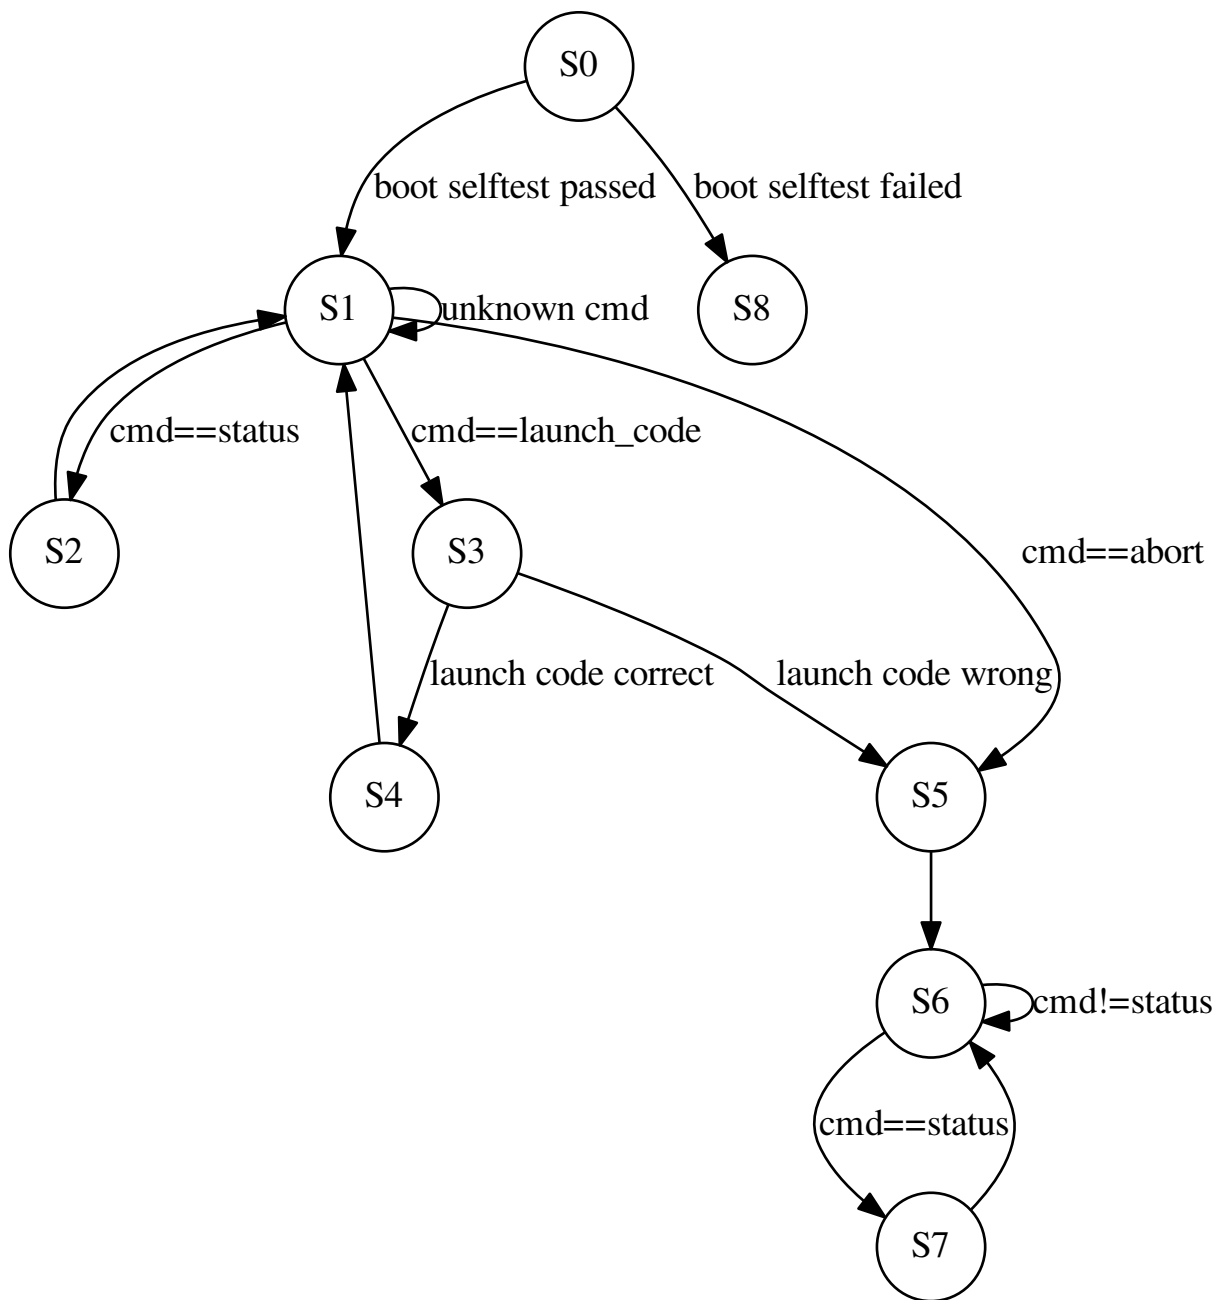 S0
boot selftest passed
boot selftest failed
S1
unknown cmd
S8
cmd==status
cmd==launch_code
S2
S3
cmd==abort
launch code correct
launch code wrong
S4
S5
S6
cmd!=status
cmd==status
S7